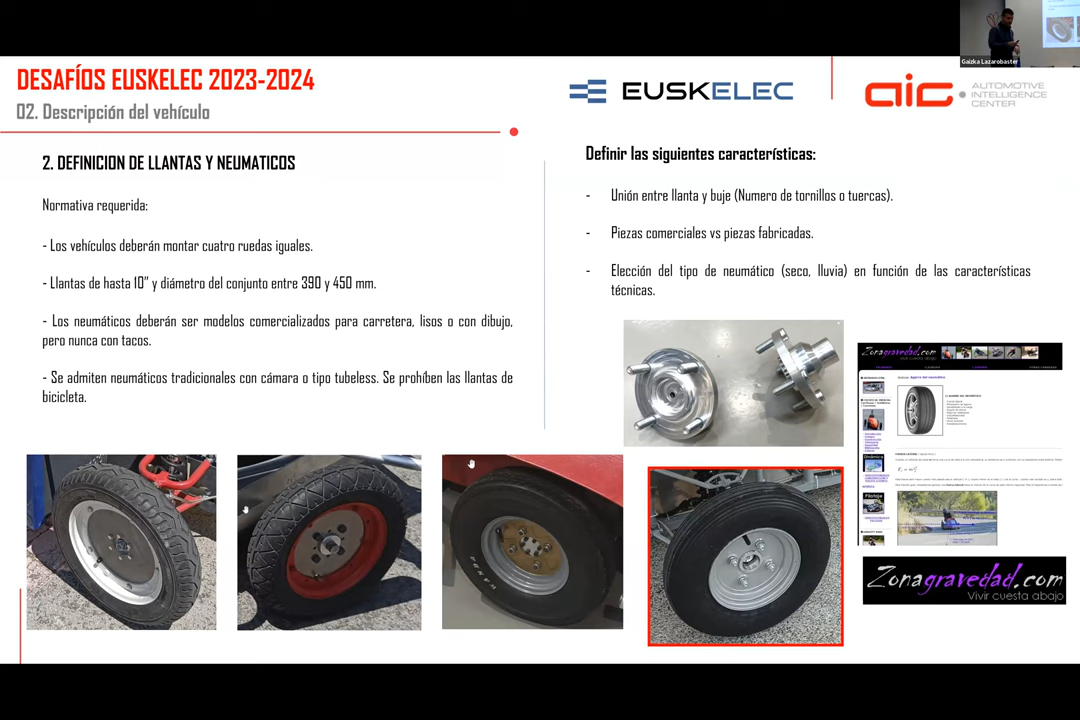 Gaizka Lazarobaster
DESAFÍOS EUSKELEC 2023-2024
02. Descripción del vehículo
EUSKELEC
aic
AUTOMOTIVE
INTELLIGENCE
CENTER
2. DEFINICION DE LLANTAS Y NEUMATICOS
Normativa requerida:
- Los vehículos deberán montar cuatro ruedas iguales.
- Llantas de hasta 10" y diámetro del conjunto entre 390 y 450 mm.
- Los neumáticos deberán ser modelos comercializados para carretera, lisos o con dibujo,
pero nunca con tacos.
- Se admiten neumáticos tradicionales con cámara o tipo tubeless. Se prohíben las llantas de
bicicleta.
Definir las siguientes características:
- Unión entre llanta y buje (Numero de tornillos o tuercas).
- Piezas comerciales vs piezas fabricadas.
- Elección del tipo de neumático (seco, lluvia) en función de las características
técnicas.
Zonagravedad.com
Vivir cuesta abajo
Dinámica
Pilotaje
Zonagravedad.com
Vivir cuesta abajo